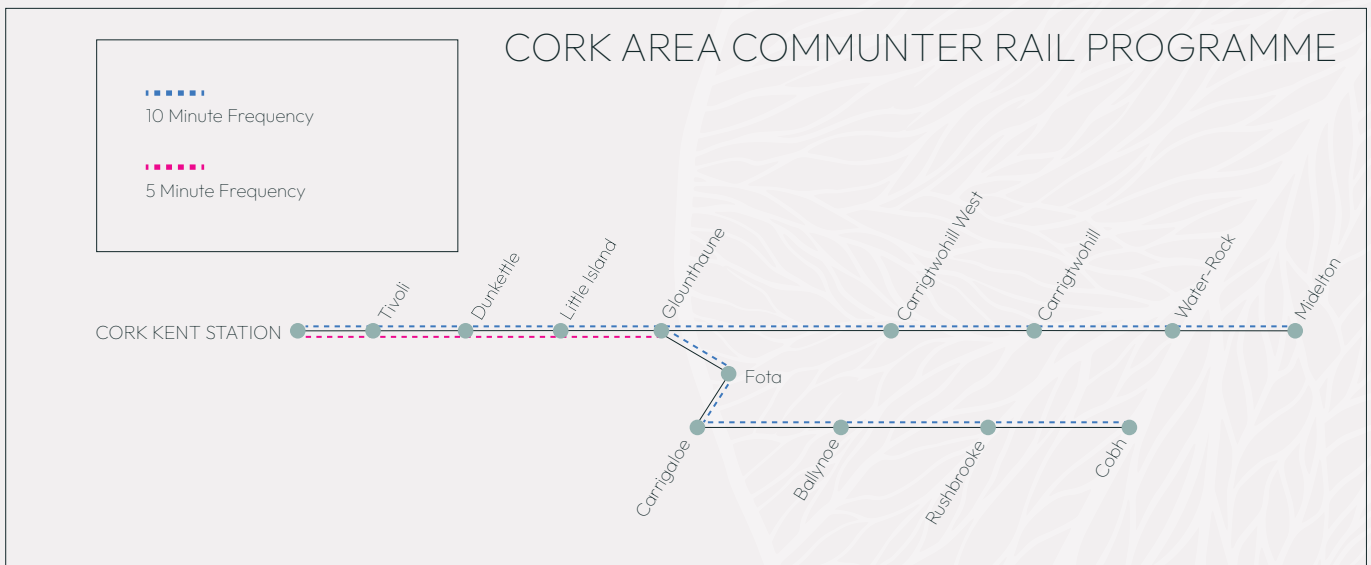 CORK AREA COMMUNTER RAIL PROGRAMME
10 Minute Frequency
5 Minute Frequency
CORK KENT STATION
Tivoli
Dunkettle
Little Island
Glounthaune
Carrigtwohill West
Carrigtwohill
Water-Rock
Midelton
Fota
Carrigaloe
Ballynoe
Rushbrooke
Cobh